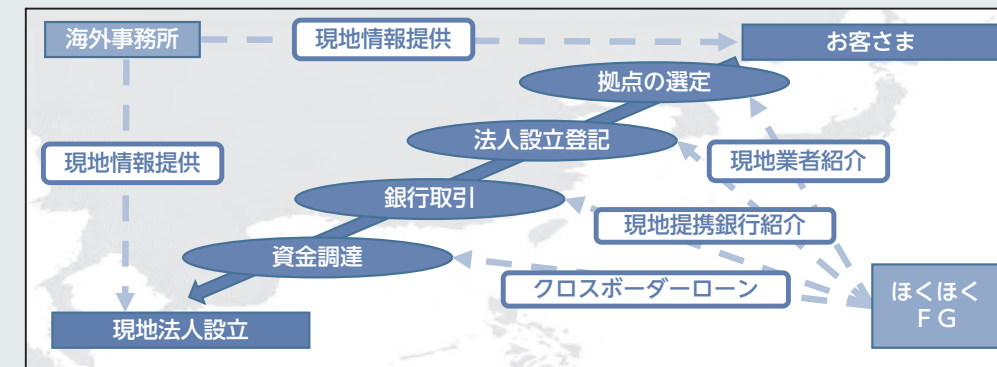 海外事務所
現地情報提供
お客さま
拠点の選定
法人設立登記
現地業者紹介
現地情報提供
銀行取引
現地提携銀行紹介
資金調達
クロスボーダーローン
ほくほく
ＦＧ
現地法人設立